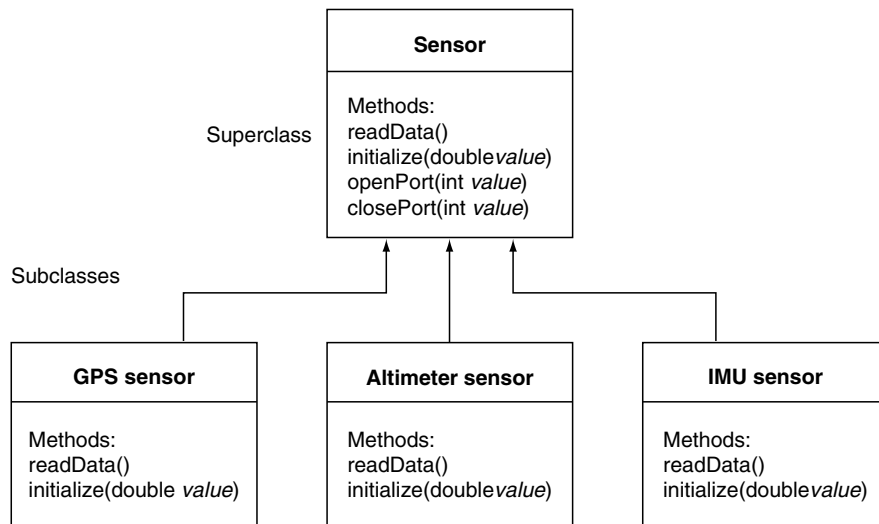 Sensor
Methods:
readData()
initialize(doublevalue)
openPort(int value)
closePort(int value)
Superclass
Subclasses
GPS sensor
Methods:
readData()
initialize(double value)
Altimeter sensor
Methods:
readData()
initialize(doublevalue)
IMU sensor
Methods:
readData()
initialize(doublevalue)